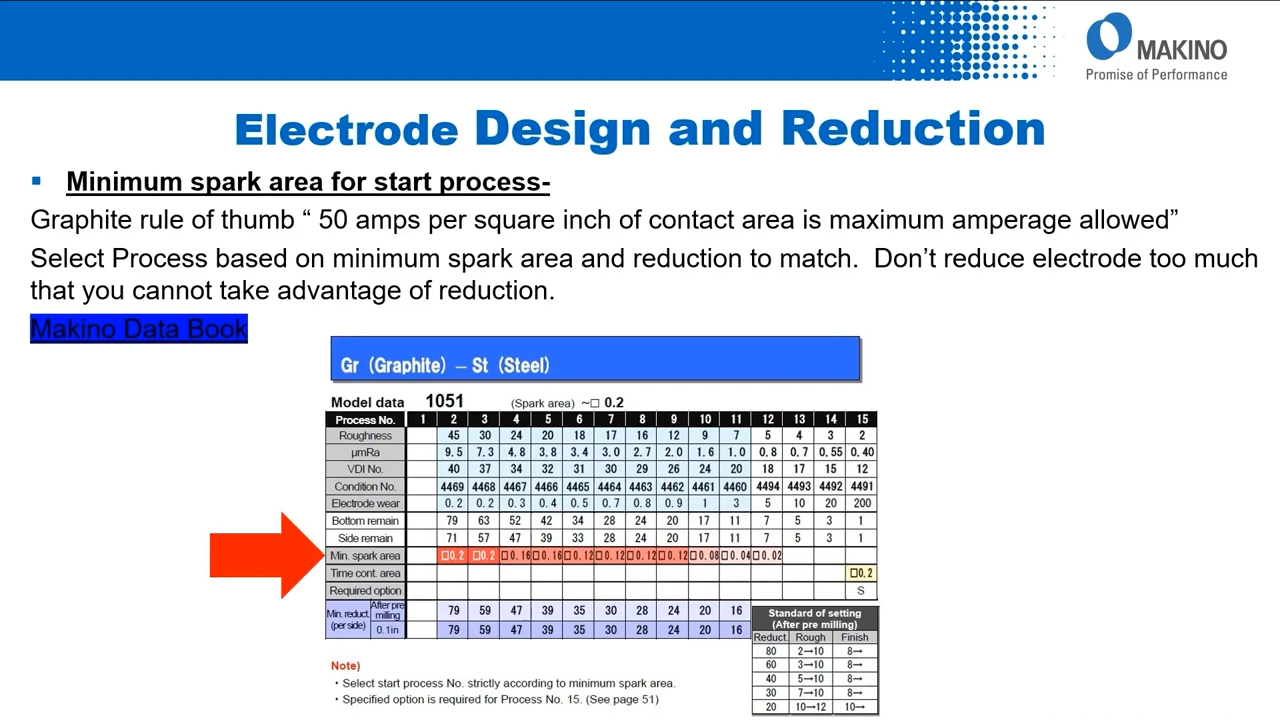 MAKINO
Promise of Performance
Electrode Design and Reduction
▪ Minimum spark area for start process-
Graphite rule of thumb “ 50 amps per square inch of contact area is maximum amperage allowed”
Select Process based on minimum spark area and reduction to match. Don’t reduce electrode too much
that you cannot take advantage of reduction.
Makino Data Book
Gr (Graphite) – St (Steel)
Model data 1051 (Spark area) ~□ 0.2
Process No. 1 2 3 4 5 6 7 8 9 10 11 12 13 14 15
Roughness 45 30 24 20 18 17 16 12 9 7 5 4 3 2
µmRa 9.5 7.3 4.8 3.8 3.4 3.0 2.7 2.0 1.6 1.0 0.8 0.7 0.55 0.40
VDI No. 40 37 34 32 31 30 29 26 24 20 18 17 15 12
Condition No. 4469 4468 4467 4466 4465 4464 4463 4462 4461 4460 4494 4493 4492 4491
Electrode wear 0.2 0.2 0.3 0.4 0.5 0.7 0.8 0.9 1 3 5 10 20 200
Bottom remain 79 63 52 42 34 28 24 20 17 11 7 5 3 1
Side remain 71 57 47 39 33 28 24 20 17 11 7 5 3 1
Min. spark area □0.2 □0.2 □0.16 □0.16 □0.12 □0.12 □0.12 □0.12 □0.08 □0.04 □0.02
Time cont. area □0.2
Required option S
Min. reduct. (per side) After pre milling 79 59 47 39 35 30 28 24 20 16
0.1in 79 59 47 39 35 30 28 24 20 16
Standard of setting
(After pre milling)
Reduct. Rough Finish
80 2→10 8→
60 3→10 8→
40 5→10 8→
30 7→10 8→
20 10→12 10→
Note)
・Select start process No. strictly according to minimum spark area.
・Specified option is required for Process No. 15. (See page 51)